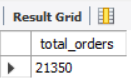 Result Grid
total_orders
21350